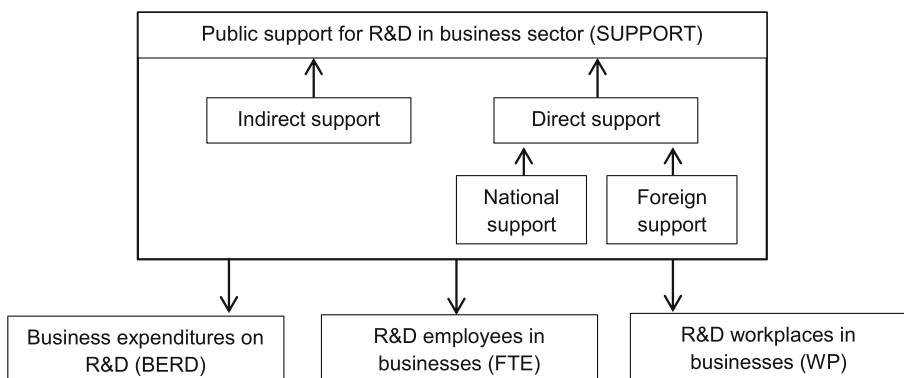 Public support for R&D in business sector (SUPPORT)
Indirect support
Direct support
National
support
Foreign
support
Business expenditures on
R&D (BERD)
R&D employees in
businesses (FTE)
R&D workplaces in
businesses (WP)